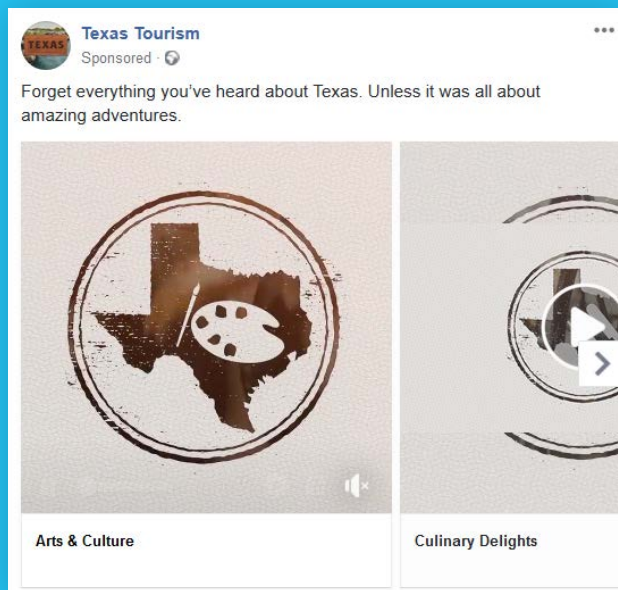 TEXAS
Texas Tourism
Sponsored ·
Forget everything you've heard about Texas. Unless it was all about
amazing adventures.
Arts & Culture
Culinary Delights